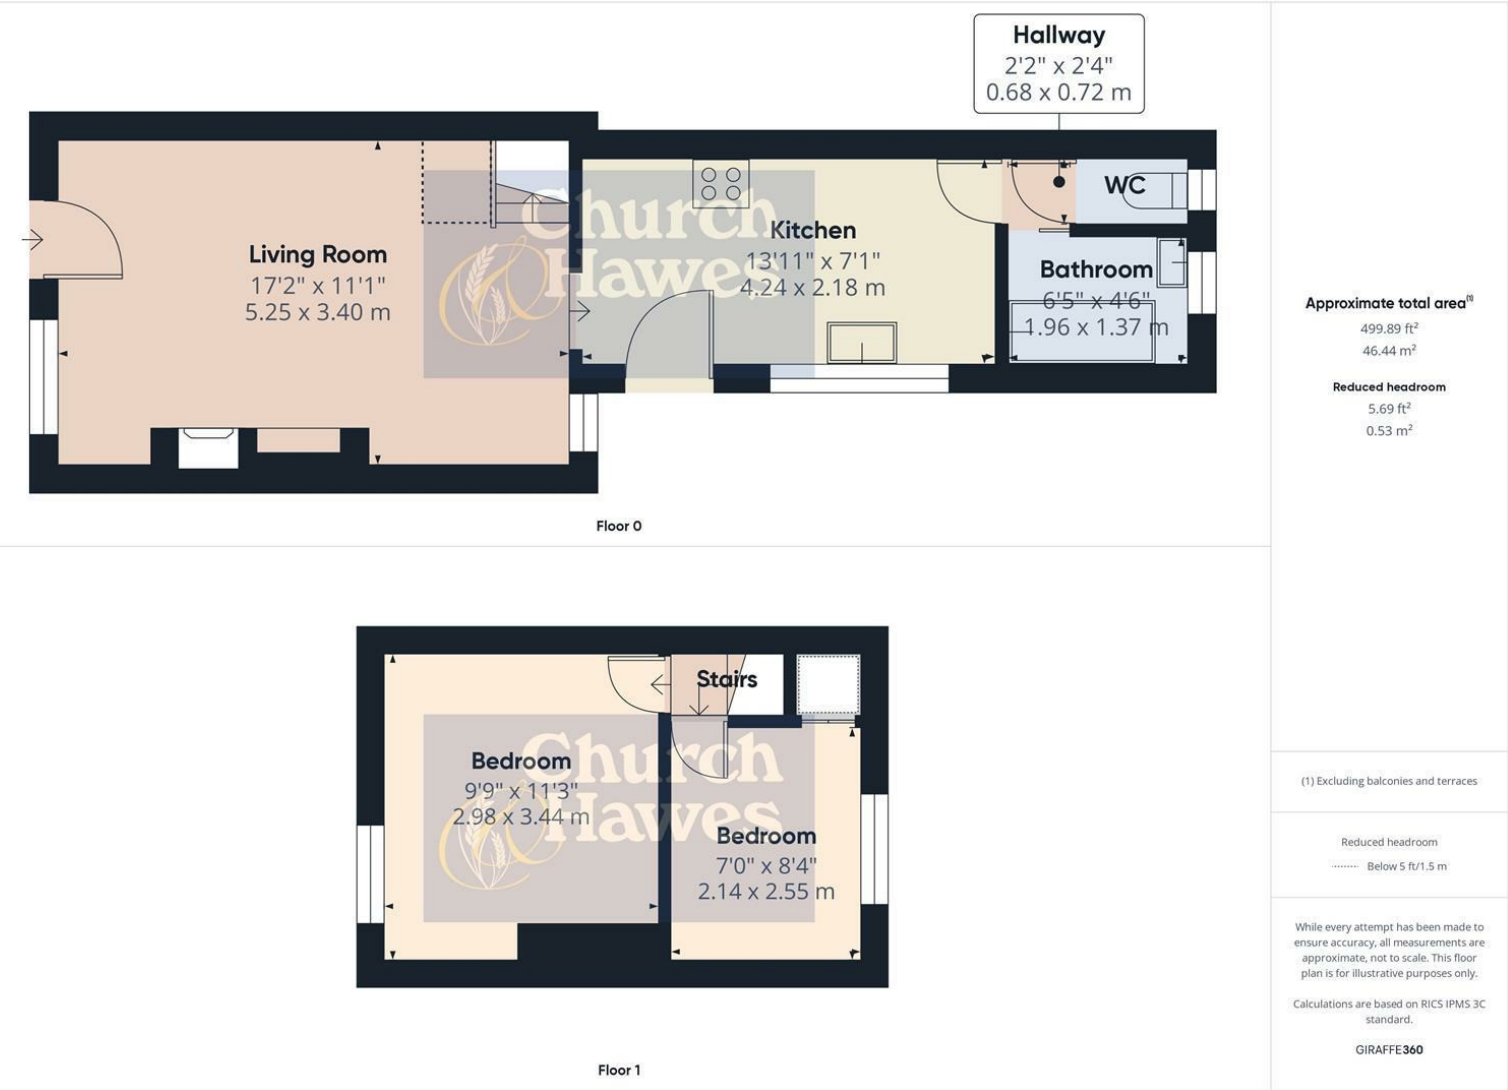 Hallway
2'2" x 2'4"
0.68 x 0.72 m
WC
Living Room
17'2" x 11'1"
5.25 x 3.40 m
Kitchen
13'11" x 7'1"
4.24 x 2.18 m
Bathroom
6'5" x 4'6"
1.96 x 1.37 m
Church
Hawes
Floor 0
Stairs
Bedroom
9'9" x 11'3"
2.98 x 3.44 m
Bedroom
7'0" x 8'4"
2.14 x 2.55 m
Church
& Hawes
Floor 1
Approximate total area(1)
499.89 ft²
46.44 m²
Reduced headroom
5.69 ft²
0.53 m²
(1) Excluding balconies and terraces
Reduced headroom
Below 5 ft/1.5 m
While every attempt has been made to
ensure accuracy, all measurements are
approximate, not to scale. This floor
plan is for illustrative purposes only.
Calculations are based on RICS IPMS 3C
standard.
GIRAFFE360